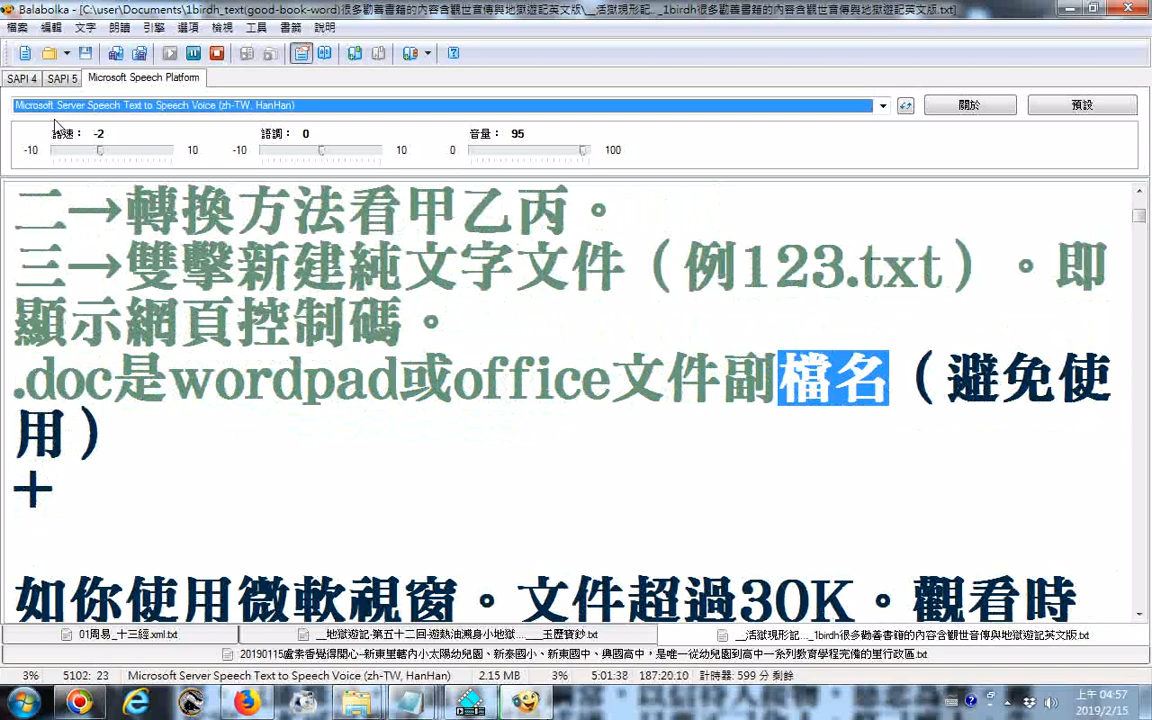 Balabolka - [C:\user\Documents\1birdh_text(good-book-word)很多勸善書籍的內容含觀世音傳與地獄遊記英文版\__活獄現形記..._1birdh很多勸善書籍的內容含觀世音傳與地獄遊記英文版.txt]
檔案 編輯 文字 朗讀 引擎 選項 檢視 工具 書籤 說明
SAPI 4 SAPI 5 Microsoft Speech Platform
Microsoft Server Speech Text to Speech Voice (zh-TW, HanHan)
關於 預設
語速： -2 語調： 0 音量： 95
-10 10 -10 10 0 100
二→轉換方法看甲乙丙。
三→雙擊新建純文字文件（例123.txt）。即
顯示網頁控制碼。
.doc是wordpad或office文件副檔名（避免使
用）
＋
如你使用微軟視窗。文件超過30K。觀看時
01周易_十三經.xml.txt __地獄遊記-第五十二回-遊熱油濺身小地獄...___玉歷寶鈔.txt __活獄現形記..._1birdh很多勸善書籍的內容含觀世音傳與地獄遊記英文版.txt
20190115盧素香覺得開心--新東里轄內小太陽幼兒園、新泰國小、新東國中、興國高中，是唯一從幼兒園到高中一系列教育學程完備的里行政區.txt
3% 5102: 23 Microsoft Server Speech Text to Speech Voice (zh-TW, HanHan) 2.15 MB 3% 5:01:38 187:20.10 計時器: 599 分 剩餘
上午 04:57
2019/2/15